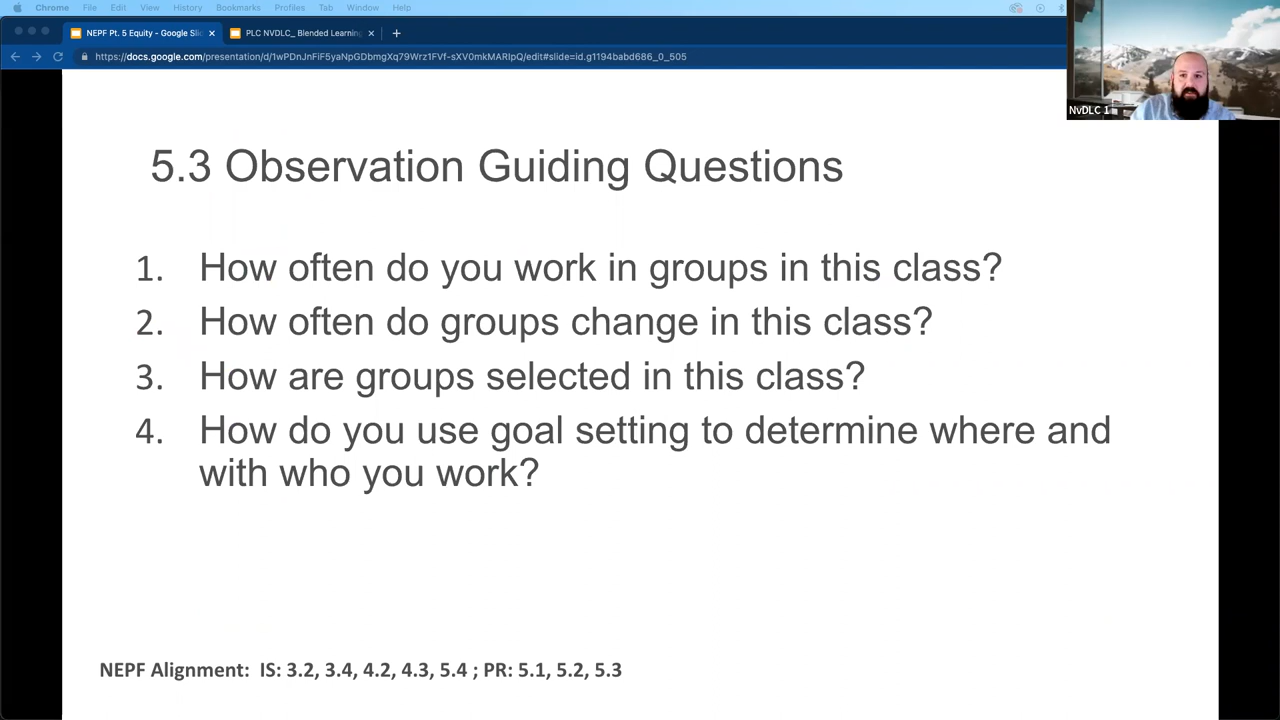 Chrome File Edit View History Bookmarks Profiles Tab Window Help
NEPF Pt. 5 Equity - Google Slid
PLC NVDLC_ Blended Learning
https://docs.google.com/presentation/d/1wPDnJnFiF5yaNpGDbmgXq79Wrz1FVf-sXV0mkMARIpQ/edit#slide=id.g1194babd686_0_505
NvDLC 1
5.3 Observation Guiding Questions
1. How often do you work in groups in this class?
2. How often do groups change in this class?
3. How are groups selected in this class?
4. How do you use goal setting to determine where and
with who you work?
NEPF Alignment: IS: 3.2, 3.4, 4.2, 4.3, 5.4 ; PR: 5.1, 5.2, 5.3